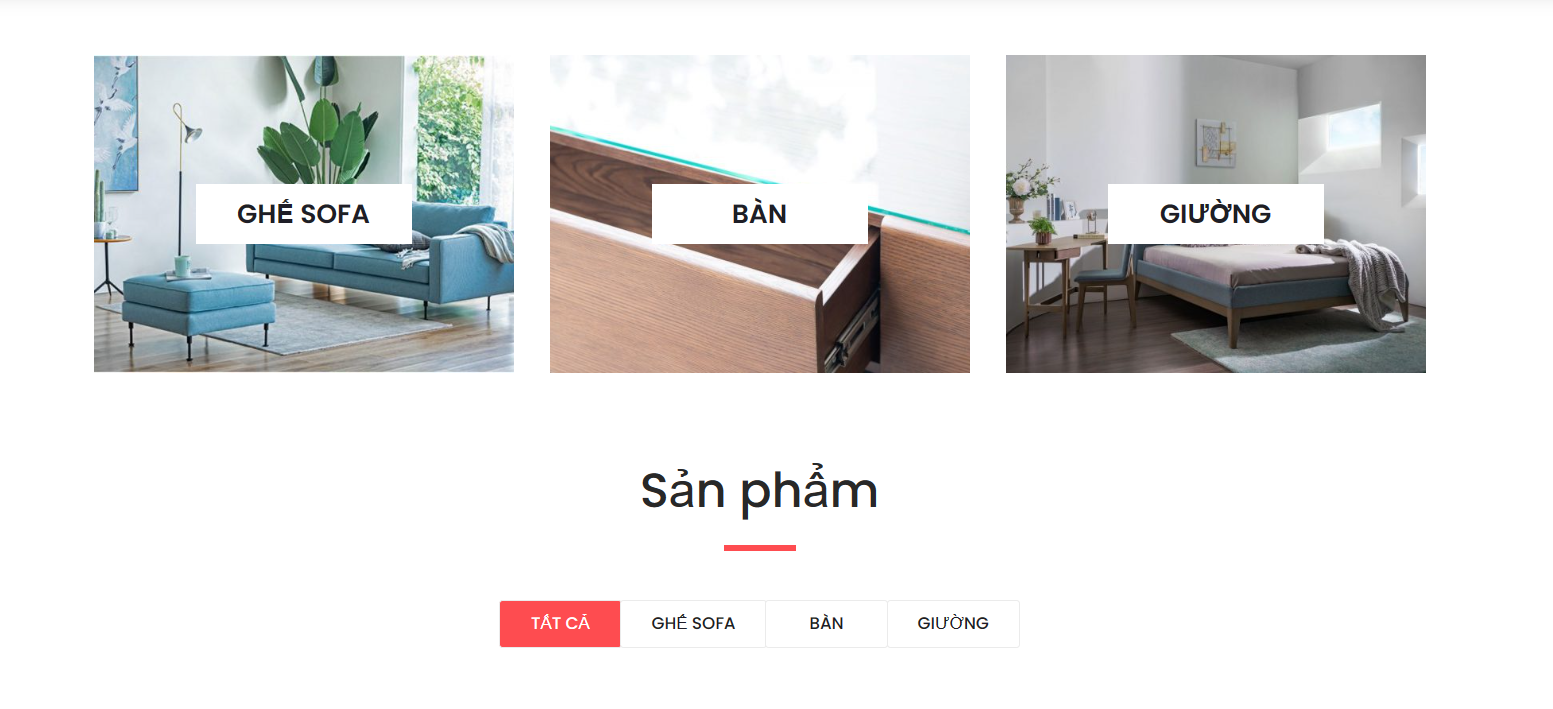 GHẾ SOFA
BÀN
GIƯỜNG
Sản phẩm
TẤT CẢ
GHẾ SOFA
BÀN
GIƯỜNG